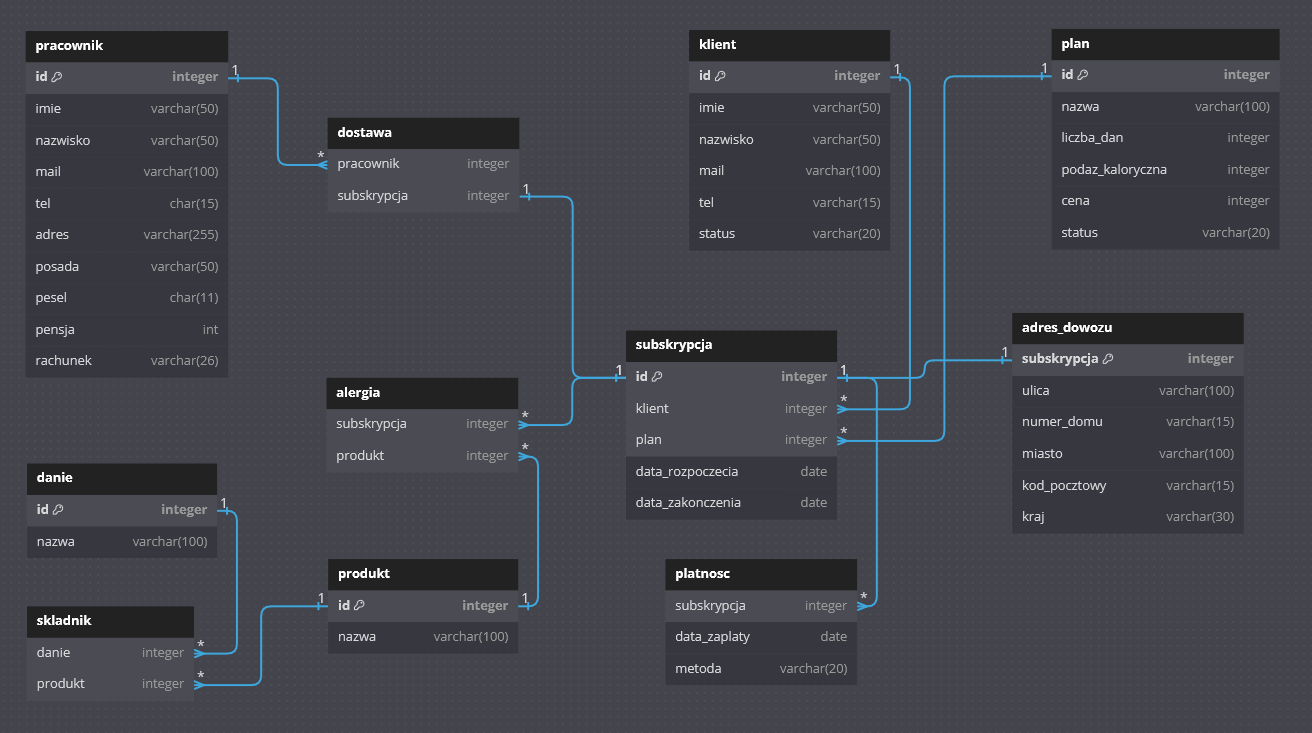 pracownik
id integer
imie varchar(50)
nazwisko varchar(50)
mail varchar(100)
tel char(15)
adres varchar(255)
posada varchar(50)
pesel char(11)
pensja int
rachunek varchar(26)
1
*
dostawa
pracownik integer
subskrypcja integer
1
klient
id integer
imie varchar(50)
nazwisko varchar(50)
mail varchar(100)
tel varchar(15)
status varchar(20)
1
plan
id integer
nazwa varchar(100)
liczba_dan integer
podaz_kaloryczna integer
cena integer
status varchar(20)
1
alergia
subskrypcja integer
produkt integer
*
*
subskrypcja
id integer
klient integer
plan integer
data_rozpoczecia date
data_zakonczenia date
1
1
*
*
adres_dowozu
subskrypcja integer
ulica varchar(100)
numer_domu varchar(15)
miasto varchar(100)
kod_pocztowy varchar(15)
kraj varchar(30)
1
danie
id integer
nazwa varchar(100)
1
skladnik
danie integer
produkt integer
*
*
produkt
id integer
nazwa varchar(100)
1
1
platnosc
subskrypcja integer
data_zaplaty date
metoda varchar(20)
*